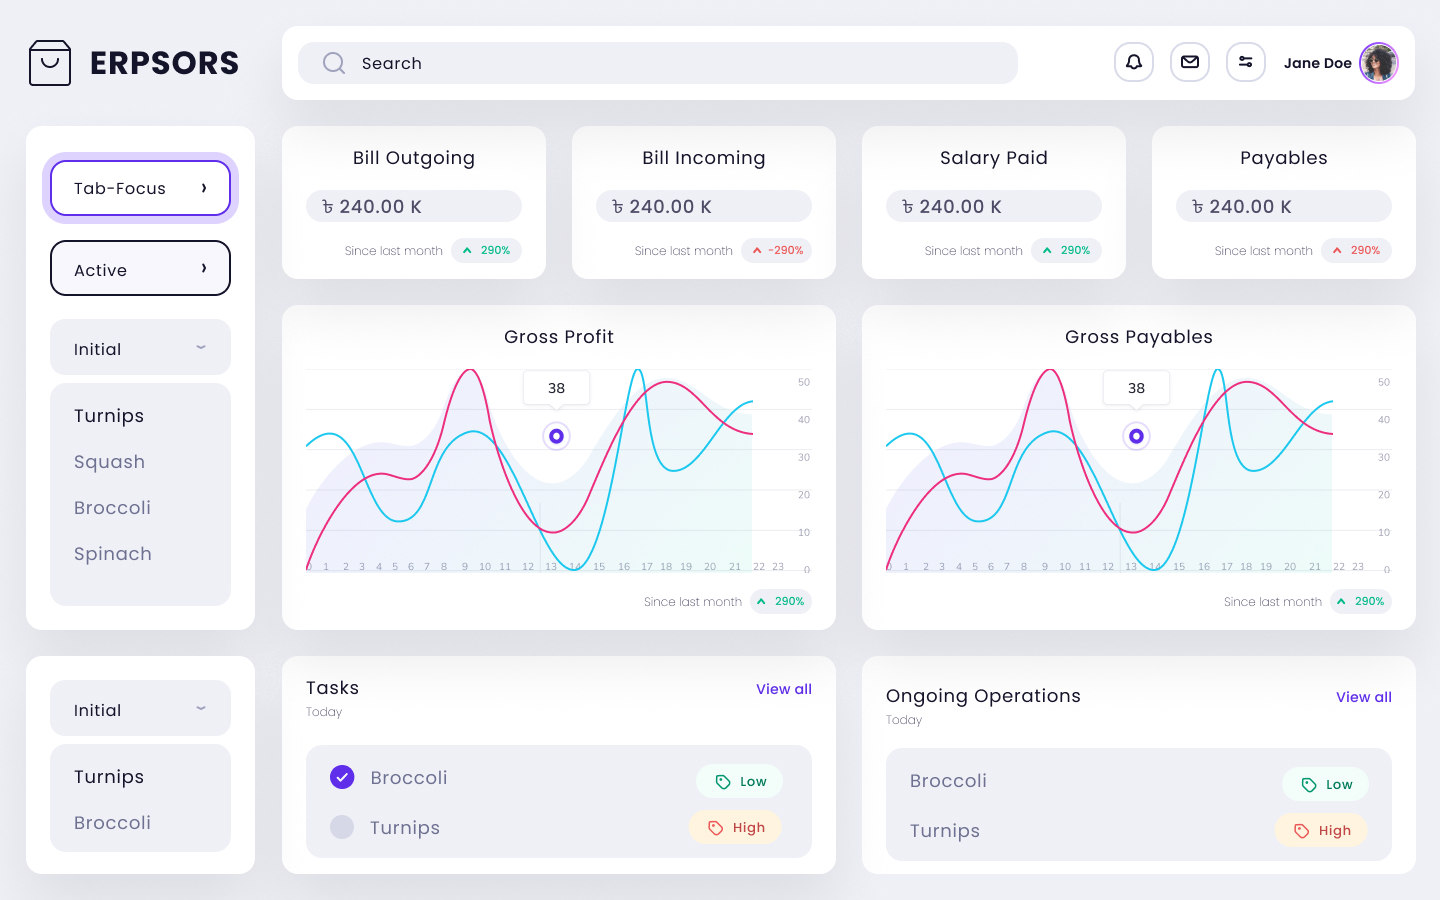 ERPSORS
Search
Jane Doe
Tab-Focus
Active
Initial
Turnips
Squash
Broccoli
Spinach
Initial
Turnips
Broccoli
Bill Outgoing
৳ 240.00 K
Since last month 290%
Bill Incoming
৳ 240.00 K
Since last month -290%
Salary Paid
৳ 240.00 K
Since last month 290%
Payables
৳ 240.00 K
Since last month 290%
Gross Profit
38
50
40
30
20
10
0
0 1 2 3 4 5 6 7 8 9 10 11 12 13 14 15 16 17 18 19 20 21 22 23
Since last month 290%
Gross Payables
38
50
40
30
20
10
0
0 1 2 3 4 5 6 7 8 9 10 11 12 13 14 15 16 17 18 19 20 21 22 23
Since last month 290%
Tasks
View all
Today
Broccoli Low
Turnips High
Ongoing Operations
View all
Today
Broccoli Low
Turnips High